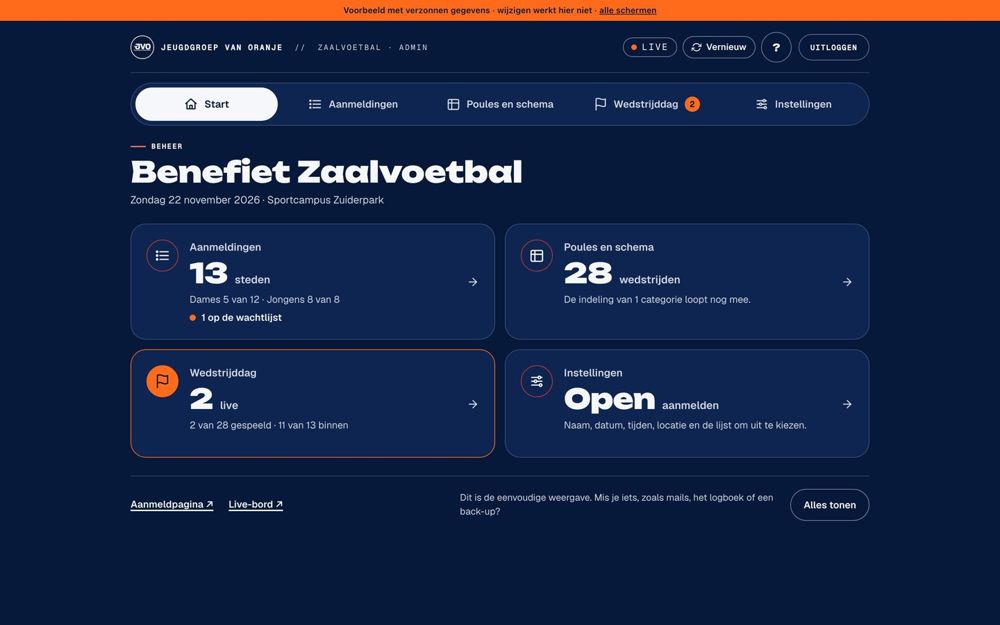 Voorbeeld met verzonnen gegevens · wijzigen werkt hier niet · alle schermen
JVO JEUGDGROEP VAN ORANJE // ZAALVOETBAL · ADMIN
LIVE
Vernieuw
?
UITLOGGEN
Start
Aanmeldingen
Poules en schema
Wedstrijddag 2
Instellingen
BEHEER
Benefiet Zaalvoetbal
Zondag 22 november 2026 · Sportcampus Zuiderpark
Aanmeldingen
13 steden
Dames 5 van 12 · Jongens 8 van 8
1 op de wachtlijst
Poules en schema
28 wedstrijden
De indeling van 1 categorie loopt nog mee.
Wedstrijddag
2 live
2 van 28 gespeeld · 11 van 13 binnen
Instellingen
Open aanmelden
Naam, datum, tijden, locatie en de lijst om uit te kiezen.
Aanmeldpagina ↗
Live-bord ↗
Dit is de eenvoudige weergave. Mis je iets, zoals mails, het logboek of een
back-up?
Alles tonen